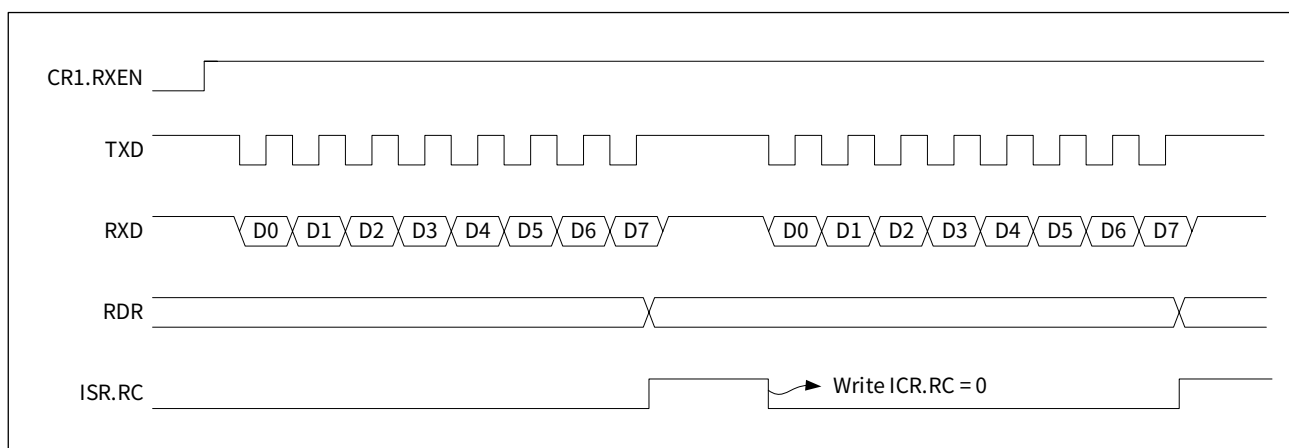 CR1.RXEN
TXD
RXD D0 D1 D2 D3 D4 D5 D6 D7 D0 D1 D2 D3 D4 D5 D6 D7
RDR
ISR.RC Write ICR.RC = 0